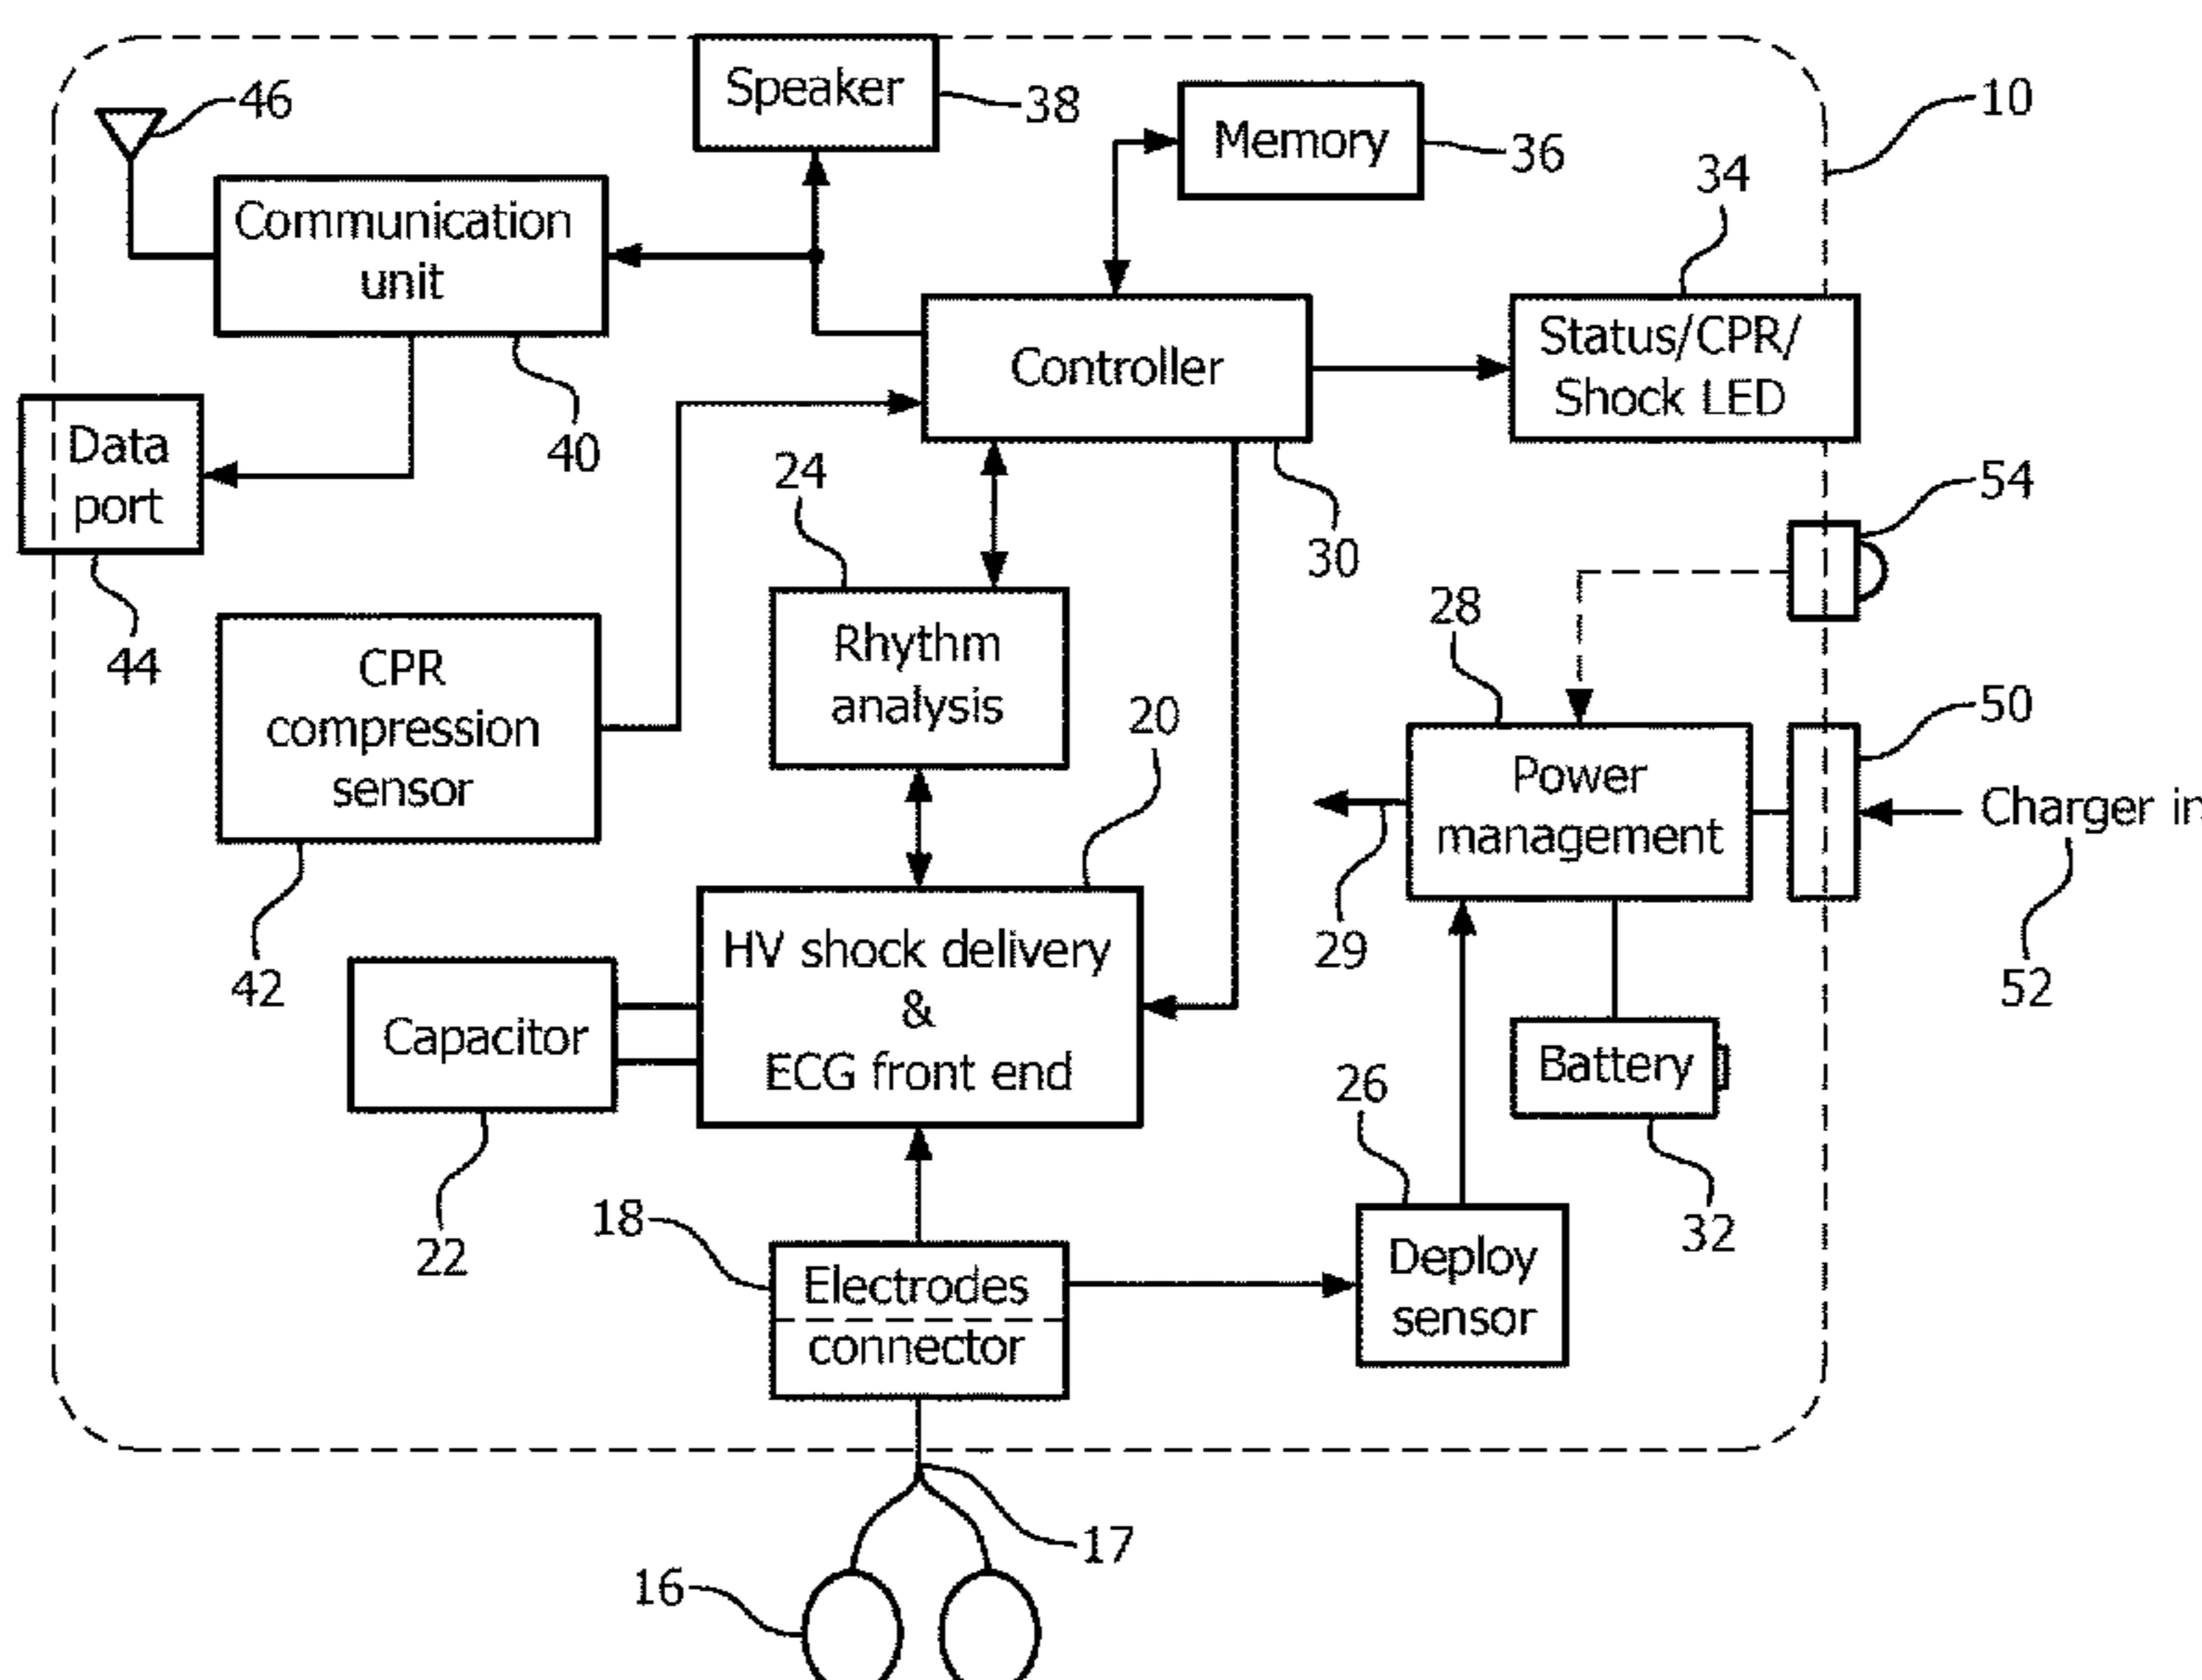 46
Speaker
38
Memory
36
10
34
Communication
unit
40
Controller
30
Status/CPR/
Shock LED
Data
port
44
24
54
CPR
compression
sensor
42
Rhythm
analysis
20
28
50
Power
management
29
Charger in
52
HV shock delivery
&
ECG front end
Capacitor
22
Battery
32
26
18
Electrodes
connector
Deploy
sensor
17
16